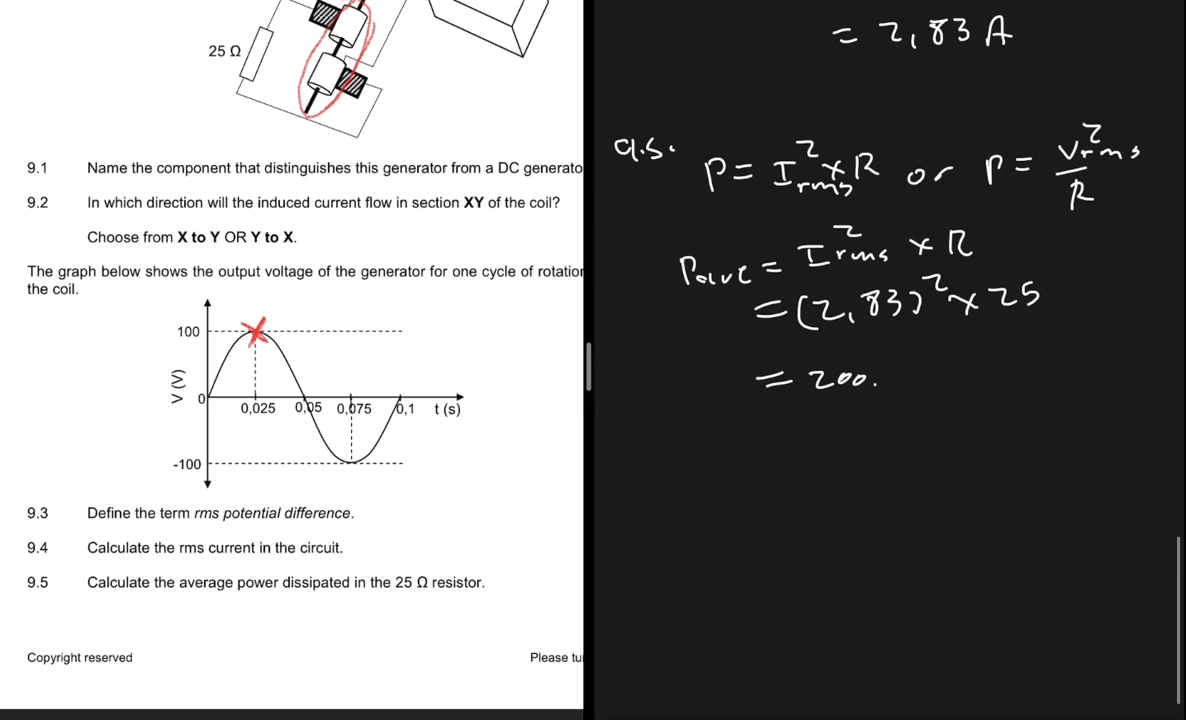 25 Ω
9.1 Name the component that distinguishes this generator from a DC generato
9.2 In which direction will the induced current flow in section XY of the coil?
Choose from X to Y OR Y to X.
The graph below shows the output voltage of the generator for one cycle of rotation
the coil.
100
V (V)
0
0,025 0,05 0,075 0,1 t (s)
-100
9.3 Define the term rms potential difference.
9.4 Calculate the rms current in the circuit.
9.5 Calculate the average power dissipated in the 25 Ω resistor.
Copyright reserved Please tu
= 2,83 A
9.5. P = I²rms × R or P = V²rms / R
Pave = I²rms × R
= (2,83)² × 25
= 200.